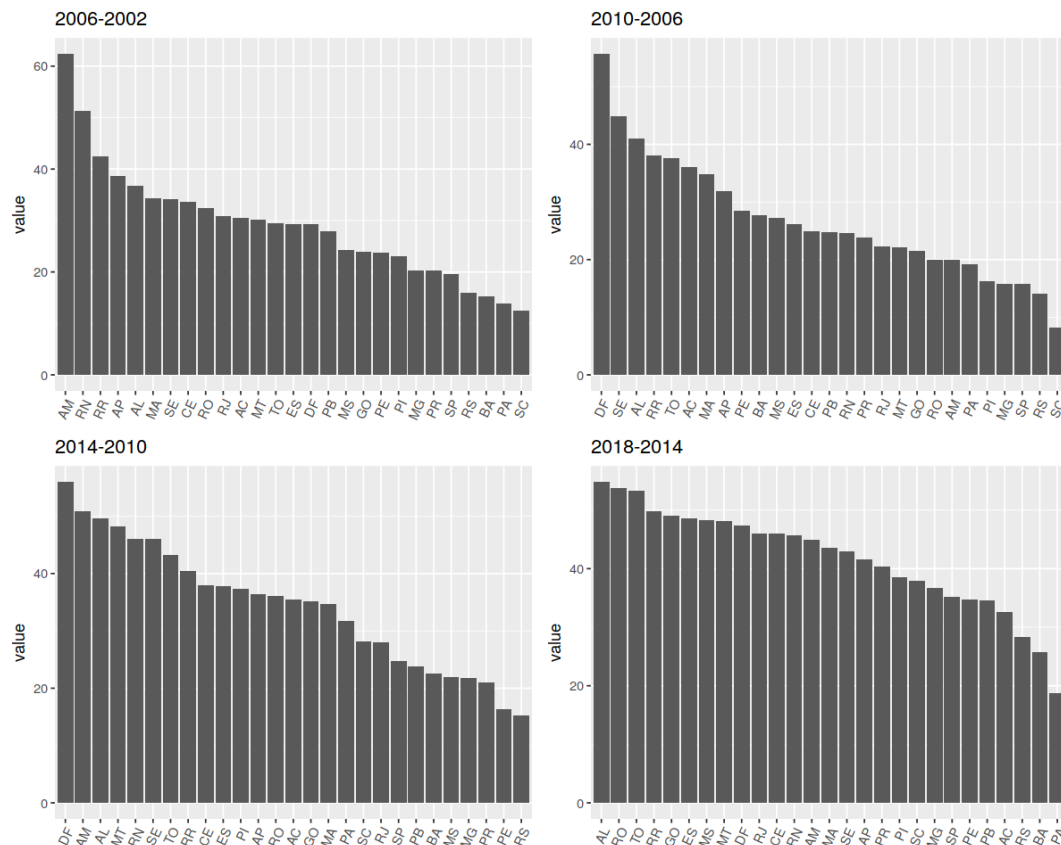 2006-2002
value
60
40
20
0
AM RN RR AP AL MA SE CE RO RJ AC MT TO ES DF PB MS GO PE PI MG PR SP RS BA PA SC
2010-2006
value
40
20
0
DF SE AL RR TO AC MA AP PE BA MS ES CE PB RN PR RJ MT GO RO AM PA PI MG SP RS SC
2014-2010
value
40
20
0
DF AM AL MT RN SE TO RR CE ES PI AP RO AC GO MA PA SC RJ SP PB BA MS MG PR PE RS
2018-2014
value
40
20
0
AL RO TO RR GO ES MS MT DF RJ CE RN AM MA SE AP PR PI SC MG SP PE PB AC RS BA PA